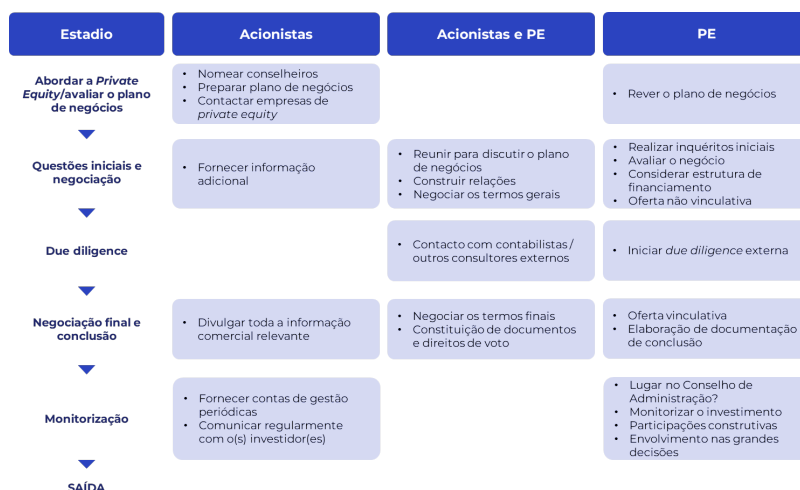 Estadio
Acionistas
Acionistas e PE
PE
Abordar a Private
Equity/avaliar o plano
de negócios
• Nomear conselheiros
• Preparar plano de negócios
• Contactar empresas de
private equity
• Rever o plano de negócios
Questões iniciais e
negociação
• Fornecer informação
adicional
• Reunir para discutir o plano
de negócios
• Construir relações
• Negociar os termos gerais
• Realizar inquéritos iniciais
• Avaliar o negócio
• Considerar estrutura de
financiamento
• Oferta não vinculativa
Due diligence
• Contacto com contabilistas /
outros consultores externos
• Iniciar due diligence externa
Negociação final e
conclusão
• Divulgar toda a informação
comercial relevante
• Negociar os termos finais
• Constituição de documentos
e direitos de voto
• Oferta vinculativa
• Elaboração de documentação
de conclusão
Monitorização
• Fornecer contas de gestão
periódicas
• Comunicar regularmente
com o(s) investidor(es)
• Lugar no Conselho de
Administração?
• Monitorizar o investimento
• Participações construtivas
• Envolvimento nas grandes
decisões
SAÍDA